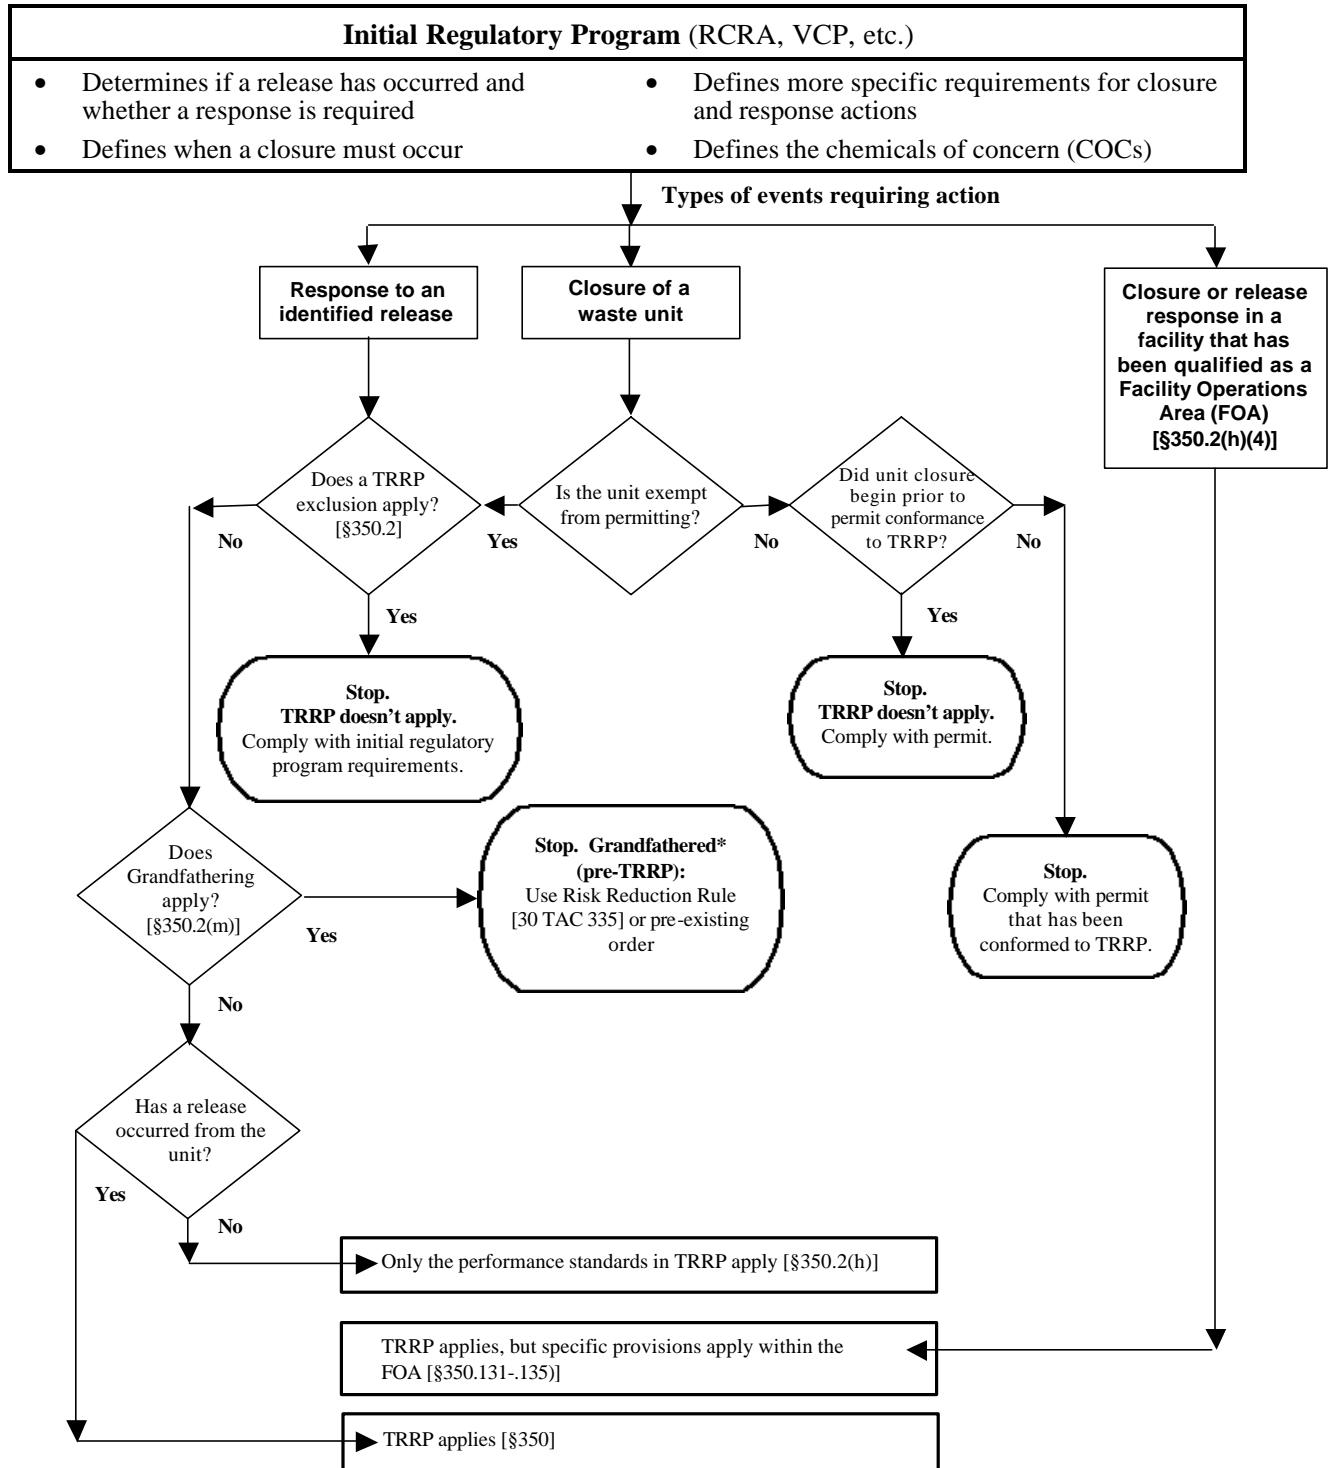 Initial Regulatory Program (RCRA, VCP, etc.)
• Determines if a release has occurred and
whether a response is required
• Defines when a closure must occur
• Defines more specific requirements for closure
and response actions
• Defines the chemicals of concern (COCs)
Types of events requiring action
Response to an
identified release
Closure of a
waste unit
Closure or release
response in a
facility that has
been qualified as a
Facility Operations
Area (FOA)
[§350.2(h)(4)]
Does a TRRP
exclusion apply?
[§350.2]
No
Yes
Is the unit exempt
from permitting?
Yes
No
Did unit closure
begin prior to
permit conformance
to TRRP?
No
Yes
Stop.
TRRP doesn't apply.
Comply with initial regulatory
program requirements.
Stop.
TRRP doesn't apply.
Comply with permit.
Does
Grandfathering
apply?
[§350.2(m)]
Yes
No
Stop. Grandfathered*
(pre-TRRP):
Use Risk Reduction Rule
[30 TAC 335] or pre-existing
order
Stop.
Comply with permit
that has been
conformed to TRRP.
Has a release
occurred from the
unit?
Yes
No
Only the performance standards in TRRP apply [§350.2(h)]
TRRP applies, but specific provisions apply within the
FOA [§350.131-.135)]
TRRP applies [§350]